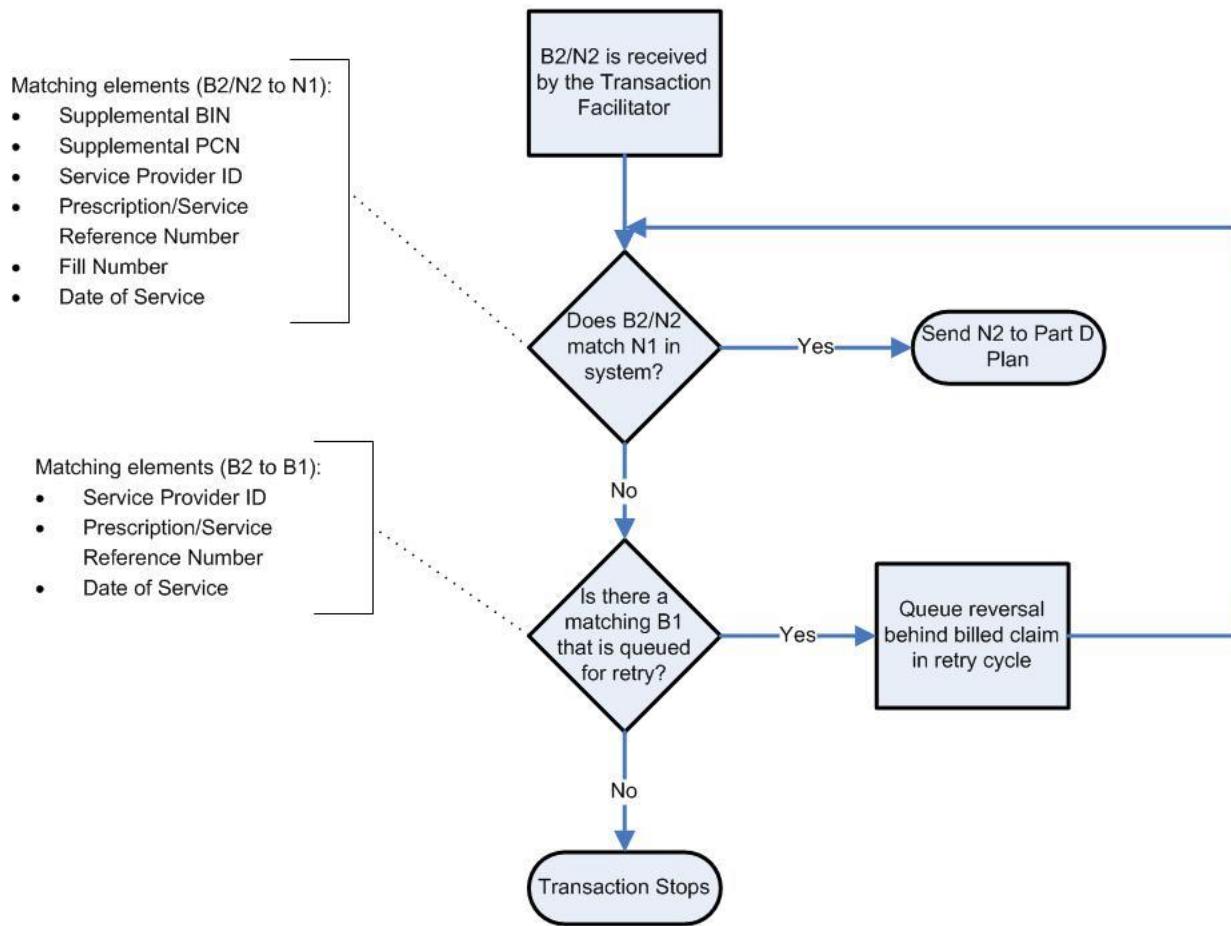 B2/N2 is received
by the Transaction
Facilitator
Matching elements (B2/N2 to N1):
• Supplemental BIN
• Supplemental PCN
• Service Provider ID
• Prescription/Service
Reference Number
• Fill Number
• Date of Service
Does B2/N2
match N1 in
system?
Yes
Send N2 to Part D
Plan
No
Matching elements (B2 to B1):
• Service Provider ID
• Prescription/Service
Reference Number
• Date of Service
Is there a
matching B1
that is queued
for retry?
Yes
Queue reversal
behind billed claim
in retry cycle
No
Transaction Stops